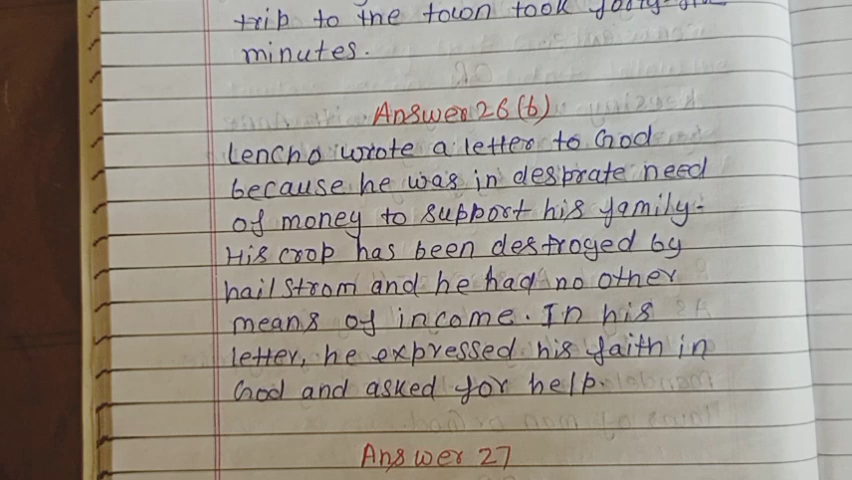 trip to the town took
minutes.
Answer 26 (b)
Lencho wrote a letter to God
because he was in desprate need
of money to support his family.
His crop has been destroyed by
hailstrom and he had no other
means of income. In his
letter, he expressed his faith in
God and asked for help.
Answer 27